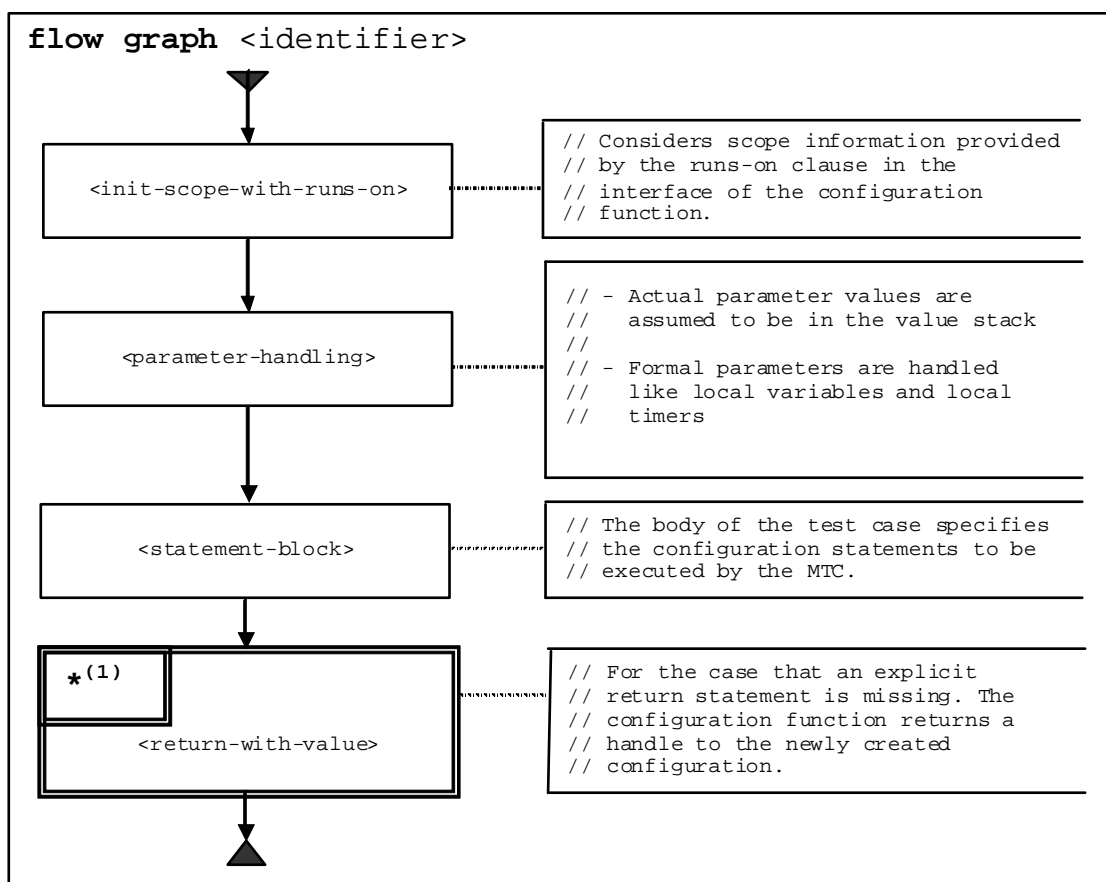 flow graph <identifier>
<init-scope-with-runs-on>
// Considers scope information provided
// by the runs-on clause in the
// interface of the configuration
// function.
<parameter-handling>
// - Actual parameter values are
//   assumed to be in the value stack
//
// - Formal parameters are handled
//   like local variables and local
//   timers
<statement-block>
// The body of the test case specifies
// the configuration statements to be
// executed by the MTC.
*(1)
<return-with-value>
// For the case that an explicit
// return statement is missing. The
// configuration function returns a
// handle to the newly created
// configuration.